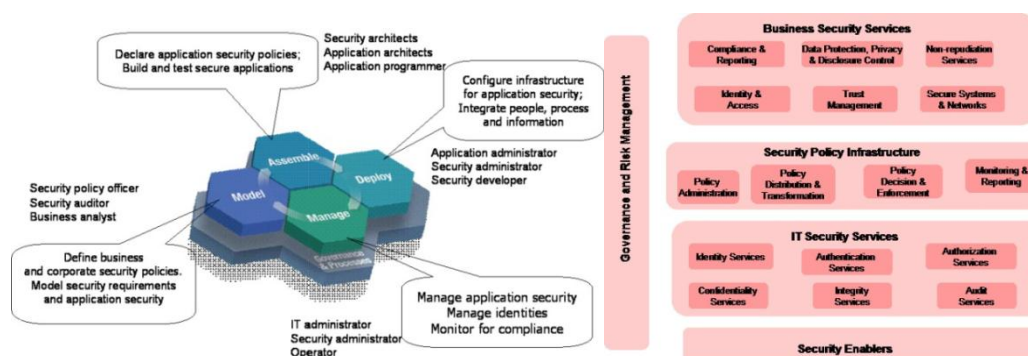 Declare application security policies;
Build and test secure applications
Security architects
Application architects
Application programmer
Configure infrastructure
for application security;
Integrate people, process
and information
Application administrator
Security administrator
Security developer
Assemble
Deploy
Model
Manage
Governance
& Processes
Security policy officer
Security auditor
Business analyst
Define business
and corporate security policies.
Model security requirements
and application security
Manage application security
Manage identities
Monitor for compliance
IT administrator
Security administrator
Operator
Governance and Risk Management
Business Security Services
Compliance &
Reporting
Data Protection, Privacy
& Disclosure Control
Non-repudiation
Services
Identity &
Access
Trust
Management
Secure Systems
& Networks
Security Policy Infrastructure
Policy
Administration
Policy
Distribution &
Transformation
Policy
Decision &
Enforcement
Monitoring &
Reporting
IT Security Services
Identity Services
Authentication
Services
Authorization
Services
Confidentiality
Services
Integrity
Services
Audit
Services
Security Enablers